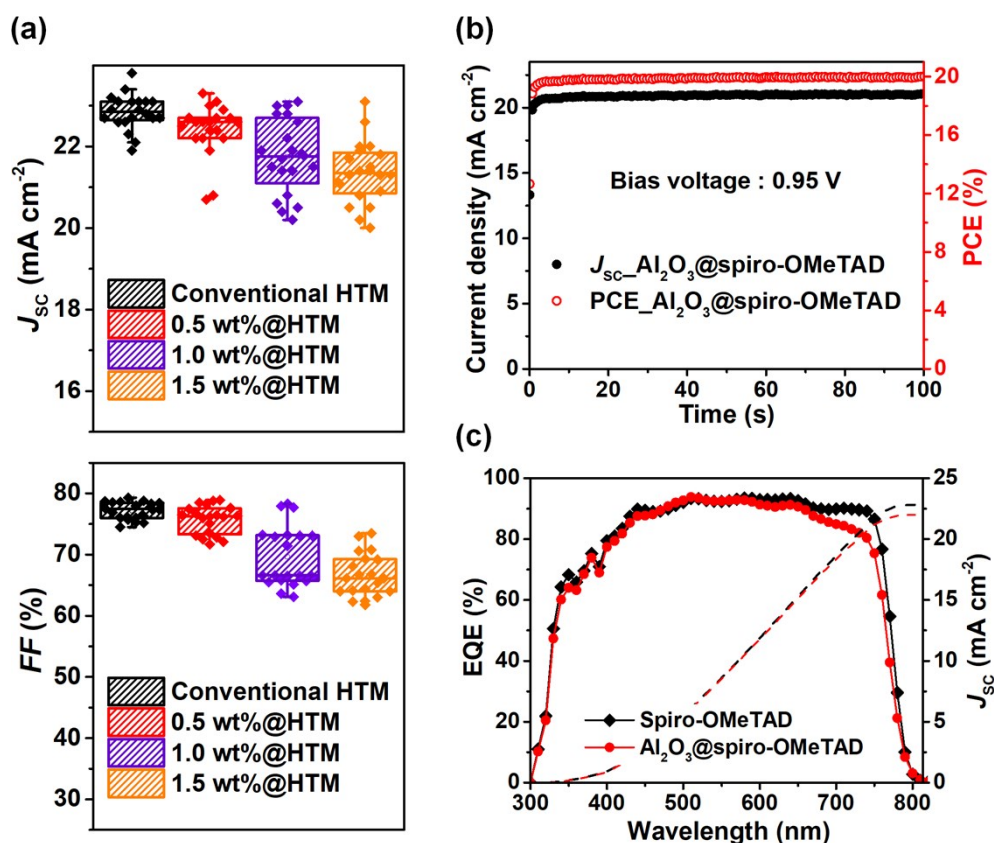 (a)
J_SC (mA cm⁻²)
22
20
18
16
Conventional HTM
0.5 wt%@HTM
1.0 wt%@HTM
1.5 wt%@HTM
FF (%)
80
70
60
50
40
30
Conventional HTM
0.5 wt%@HTM
1.0 wt%@HTM
1.5 wt%@HTM
(b)
Current density (mA cm⁻²)
25
20
15
10
5
0
Bias voltage : 0.95 V
J_SC_Al₂O₃@spiro-OMeTAD
PCE_Al₂O₃@spiro-OMeTAD
0 20 40 60 80 100
Time (s)
20
16
12
8
4
0
PCE (%)
(c)
EQE (%)
100
80
60
40
20
0
Spiro-OMeTAD
Al₂O₃@spiro-OMeTAD
300 400 500 600 700 800
Wavelength (nm)
25
20
15
10
5
0
J_SC (mA cm⁻²)